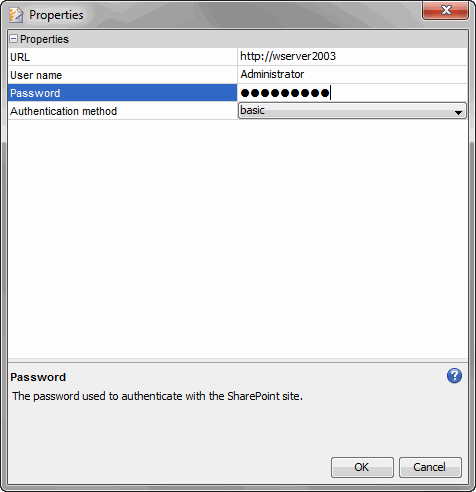 Properties
Properties
URL http://wserver2003
User name Administrator
Password ●●●●●●●●●
Authentication method basic
Password
The password used to authenticate with the SharePoint site.
OK Cancel